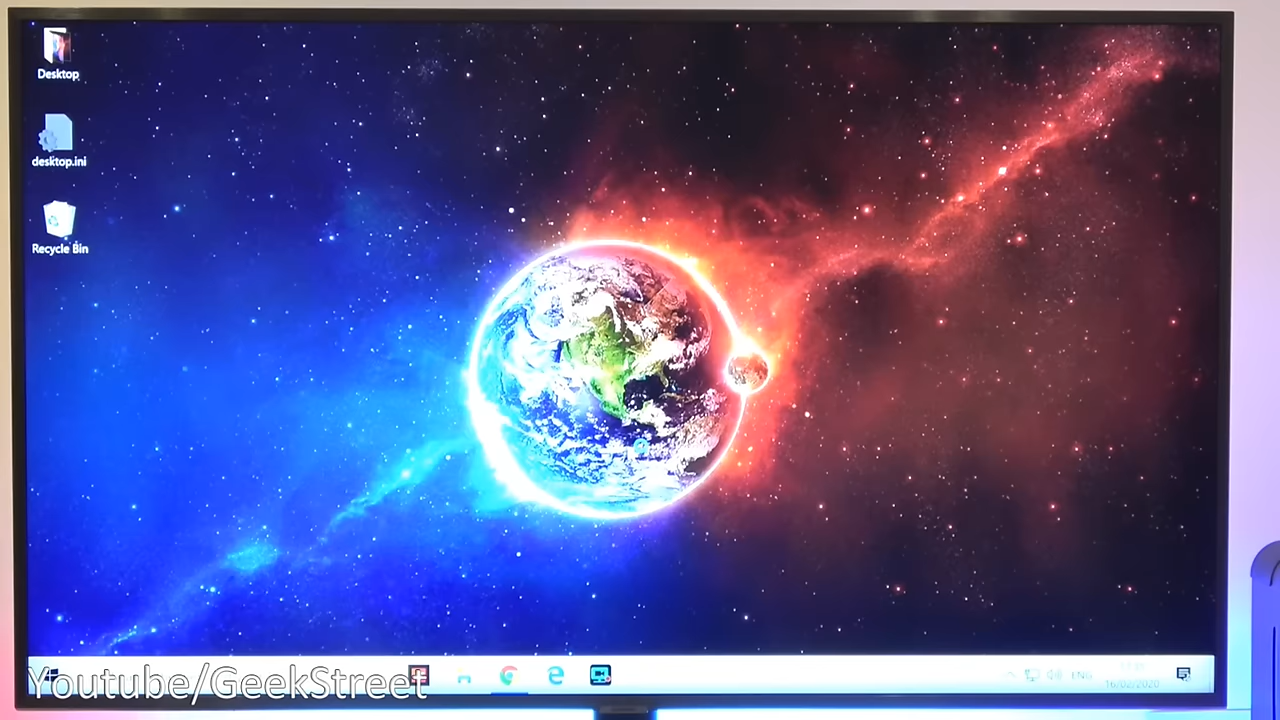 Desktop
desktop.ini
Recycle Bin
Youtube/GeekStreet
ENG
16/02/2020